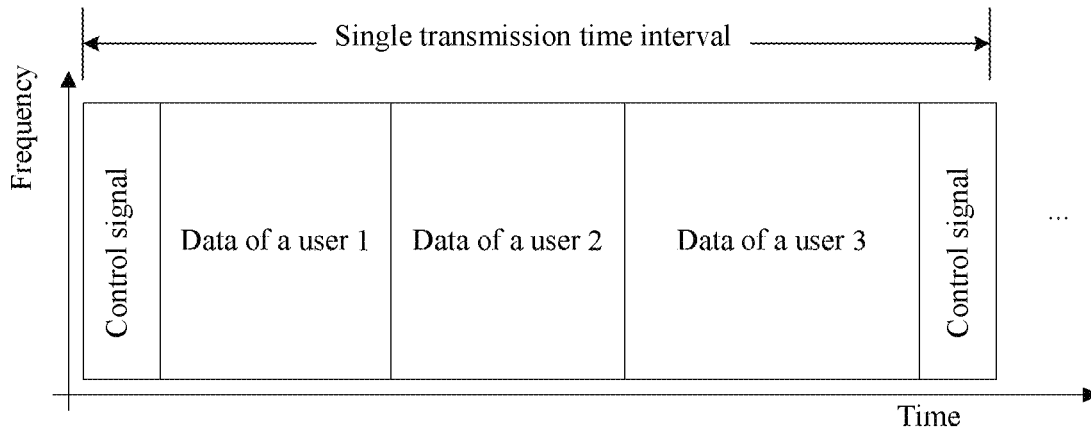 Single transmission time interval
Frequency
Control signal
Data of a user 1
Data of a user 2
Data of a user 3
Control signal
...
Time